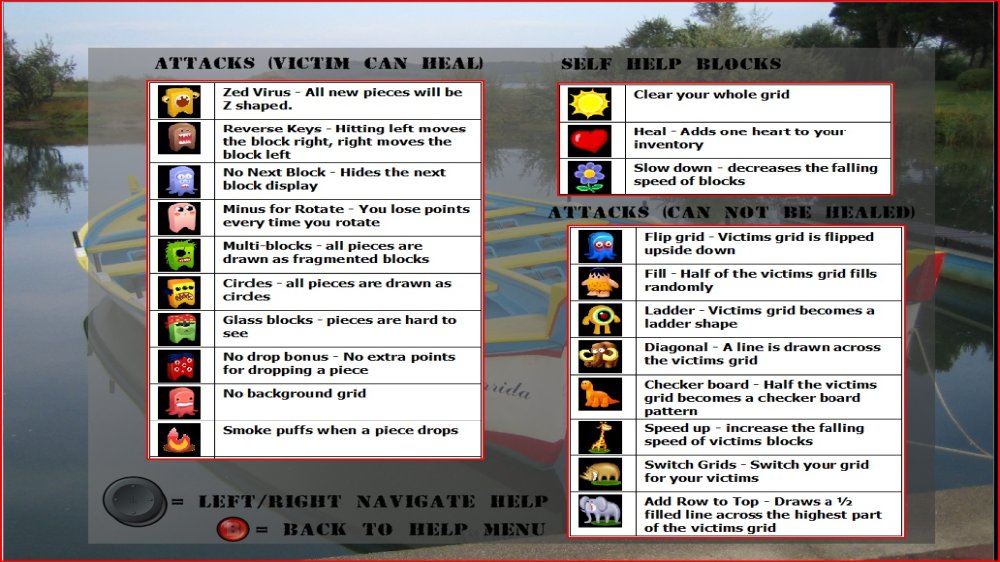 ATTACKS (VICTIM CAN HEAL)
Zed Virus - All new pieces will be
Z shaped.
Reverse Keys - Hitting left moves
the block right, right moves the
block left
No Next Block - Hides the next
block display
Minus for Rotate - You lose points
every time you rotate
Multi-blocks - all pieces are
drawn as fragmented blocks
Circles - all pieces are drawn as
circles
Glass blocks - pieces are hard to
see
No drop bonus - No extra points
for dropping a piece
No background grid
Smoke puffs when a piece drops
SELF HELP BLOCKS
Clear your whole grid
Heal - Adds one heart to your
inventory
Slow down - decreases the falling
speed of blocks
ATTACKS (CAN NOT BE HEALED)
Flip grid - Victims grid is flipped
upside down
Fill - Half of the victims grid fills
randomly
Ladder - Victims grid becomes a
ladder shape
Diagonal - A line is drawn across
the victims grid
Checker board - Half the victims
grid becomes a checker board
pattern
Speed up - increase the falling
speed of victims blocks
Switch Grids - Switch your grid
for your victims
Add Row to Top - Draws a ½
filled line across the highest part
of the victims grid
= LEFT/RIGHT NAVIGATE HELP
= BACK TO HELP MENU